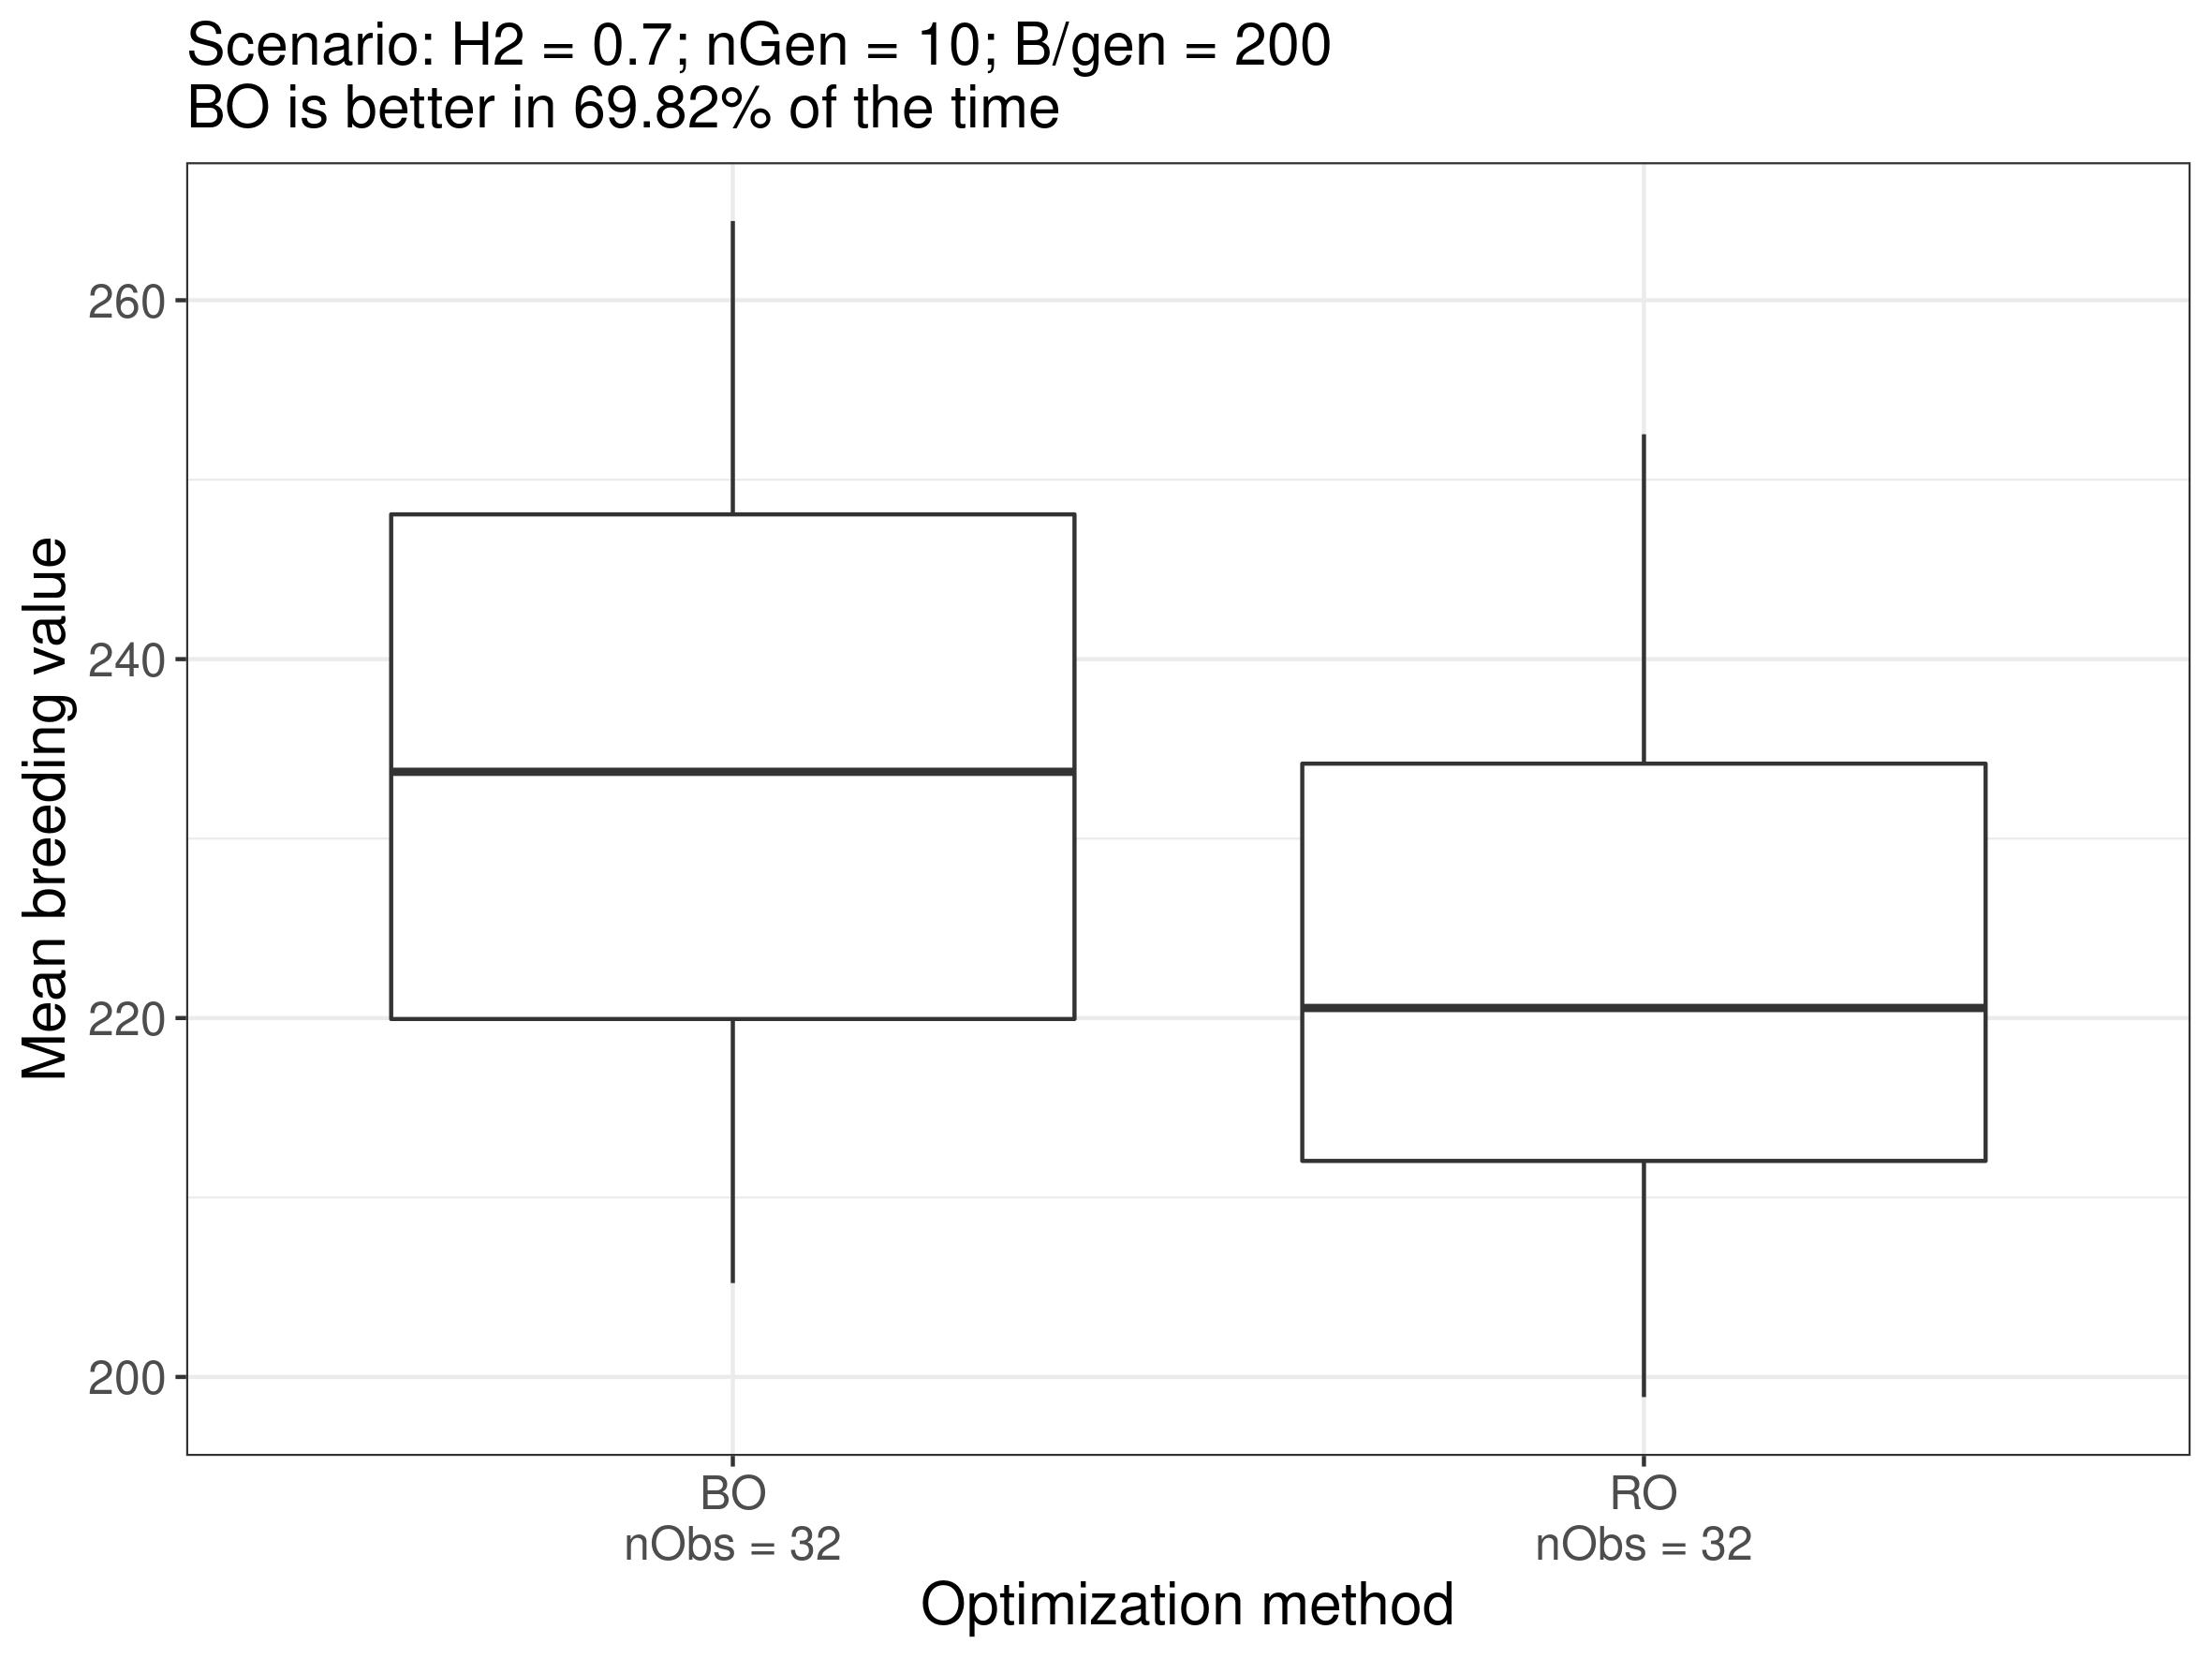 Scenario: H2 = 0.7; nGen = 10; B/gen = 200
BO is better in 69.82% of the time
Mean breeding value
260
240
220
200
BO
nObs = 32
RO
nObs = 32
Optimization method